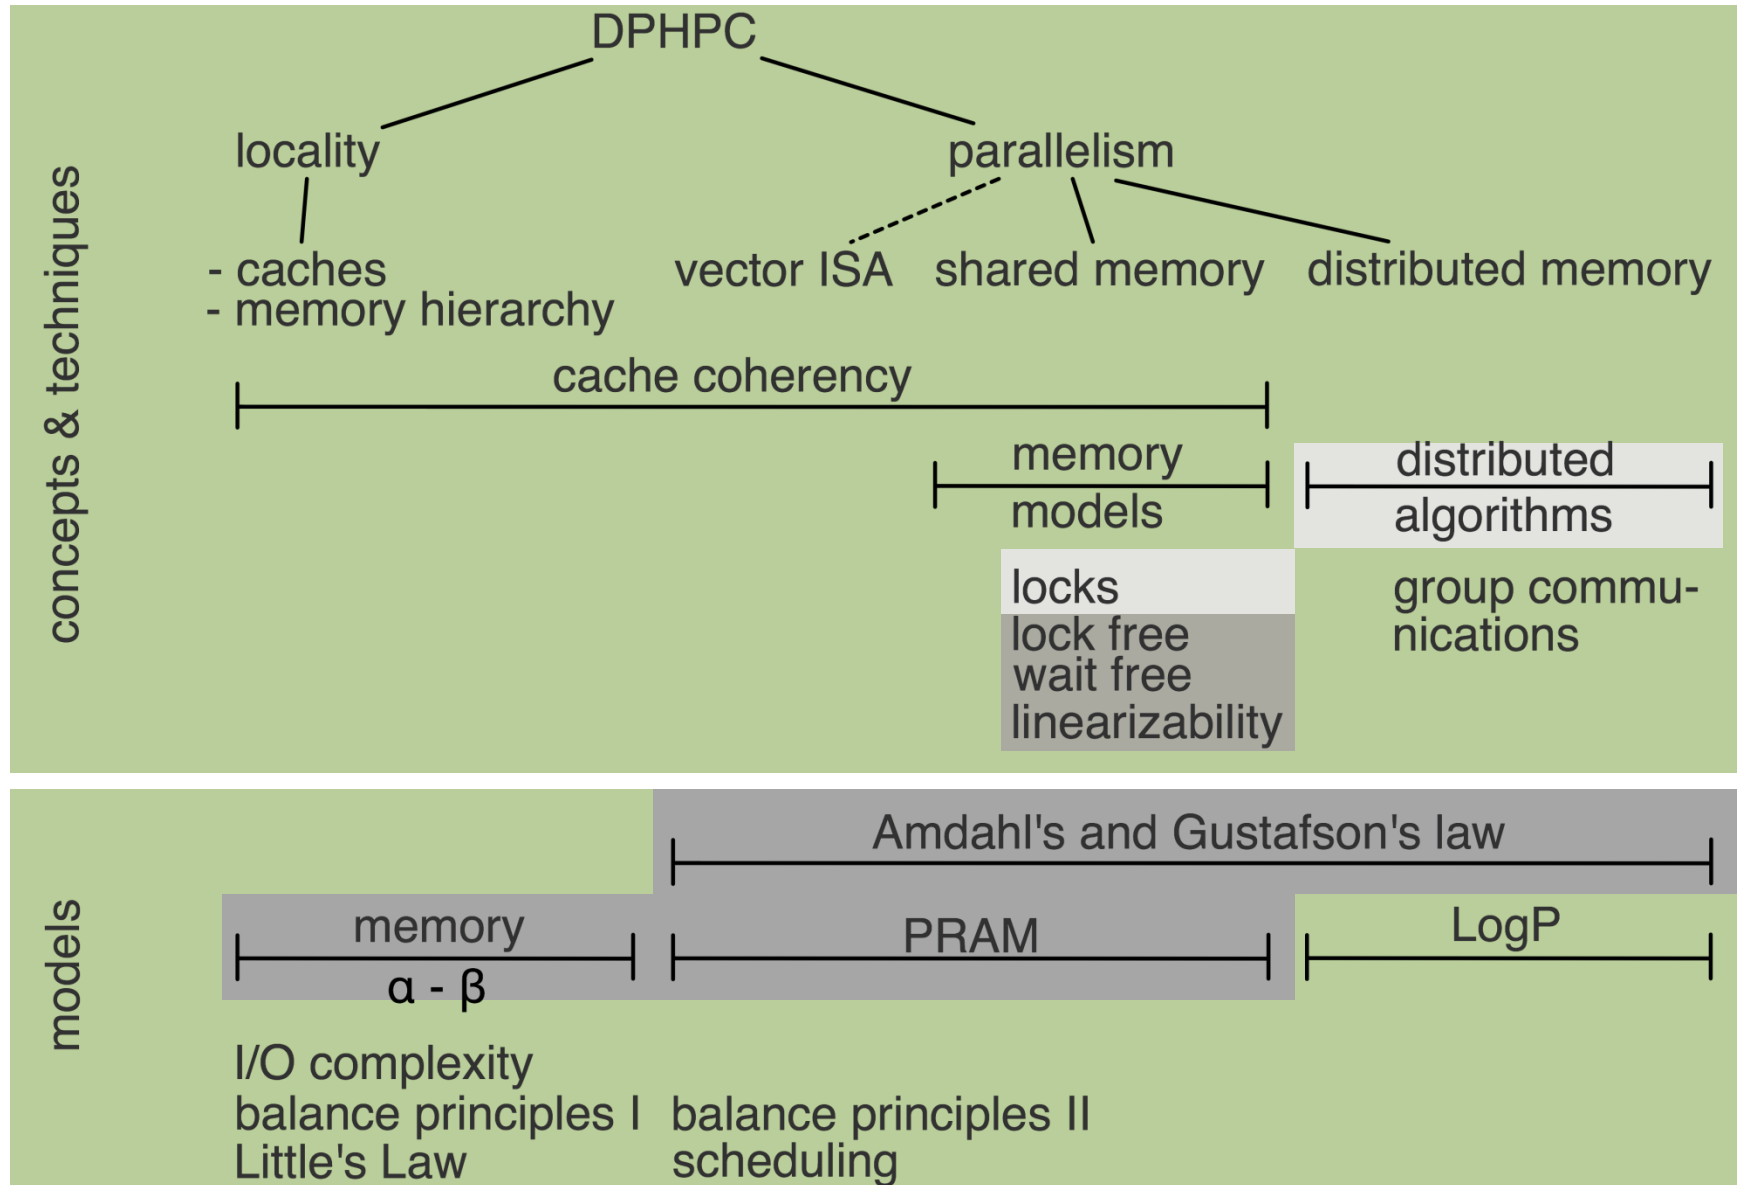 DPHPC
locality
parallelism
- caches
- memory hierarchy
vector ISA
shared memory
distributed memory
cache coherency
memory
models
distributed
algorithms
locks
lock free
wait free
linearizability
group commu-
nications
concepts & techniques
Amdahl's and Gustafson's law
memory
α - β
PRAM
LogP
I/O complexity
balance principles I
Little's Law
balance principles II
scheduling
models